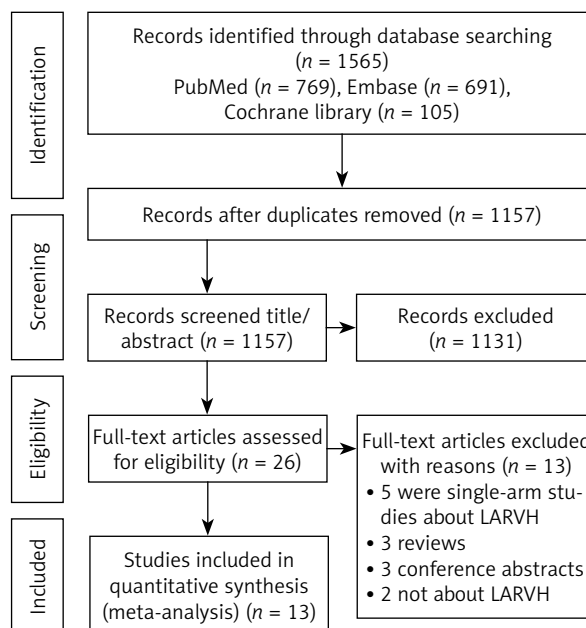 Identification
Records identified through database searching
(n = 1565)
PubMed (n = 769), Embase (n = 691),
Cochrane library (n = 105)
Records after duplicates removed (n = 1157)
Screening
Records screened title/
abstract (n = 1157)
Records excluded
(n = 1131)
Eligibility
Full-text articles assessed
for eligibility (n = 26)
Full-text articles excluded
with reasons (n = 13)
• 5 were single-arm stu-
dies about LARVH
• 3 reviews
• 3 conference abstracts
• 2 not about LARVH
Included
Studies included in
quantitative synthesis
(meta-analysis) n = 13)